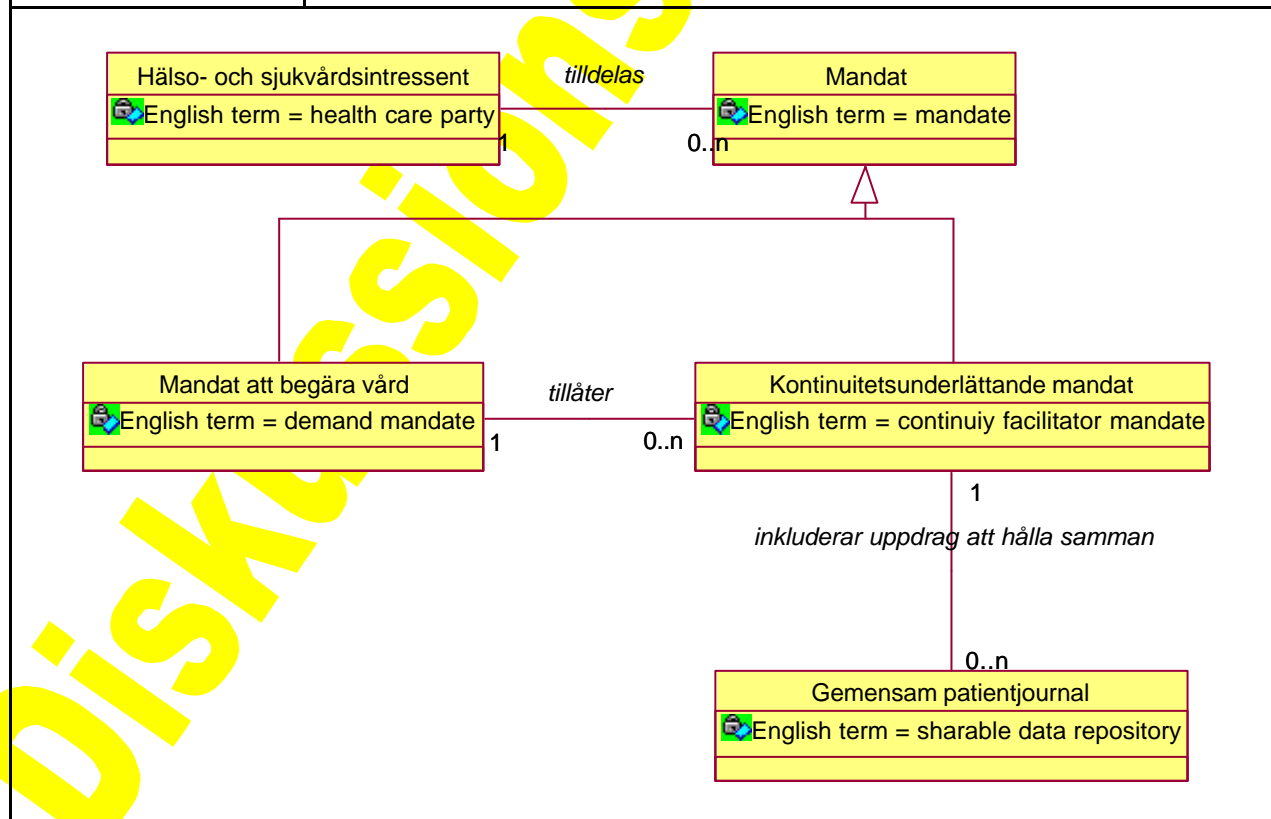 Hälso- och sjukvårdsintressent
English term = health care party
tilldelas
1
0..n
Mandat
English term = mandate
Mandat att begära vård
English term = demand mandate
tillåter
1
0..n
Kontinuitetsunderlättande mandat
English term = continuiy facilitator mandate
1
inkluderar uppdrag att hålla samman
0..n
Gemensam patientjournal
English term = sharable data repository
Diskussions